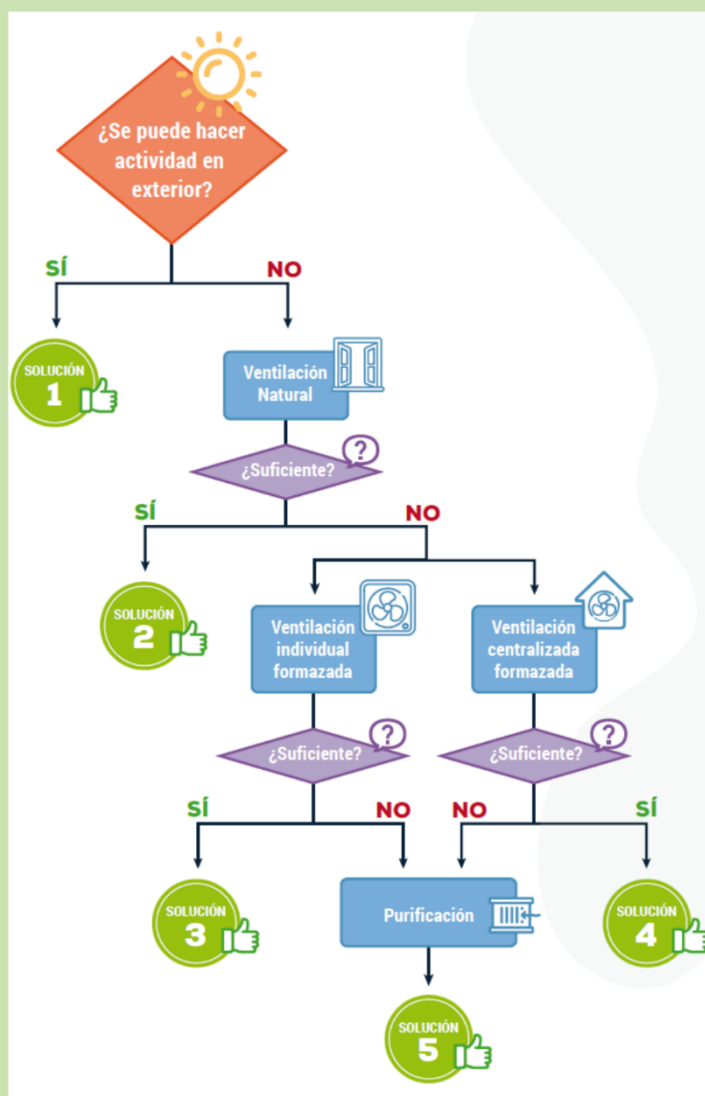 ¿Se puede hacer
actividad en
exterior?
SÍ
NO
SOLUCIÓN
1
Ventilación
Natural
¿Suficiente?
?
SÍ
NO
SOLUCIÓN
2
Ventilación
individual
formazada
Ventilación
centralizada
formazada
¿Suficiente?
?
¿Suficiente?
?
SÍ
NO
NO
SÍ
SOLUCIÓN
3
Purificación
SOLUCIÓN
4
SOLUCIÓN
5